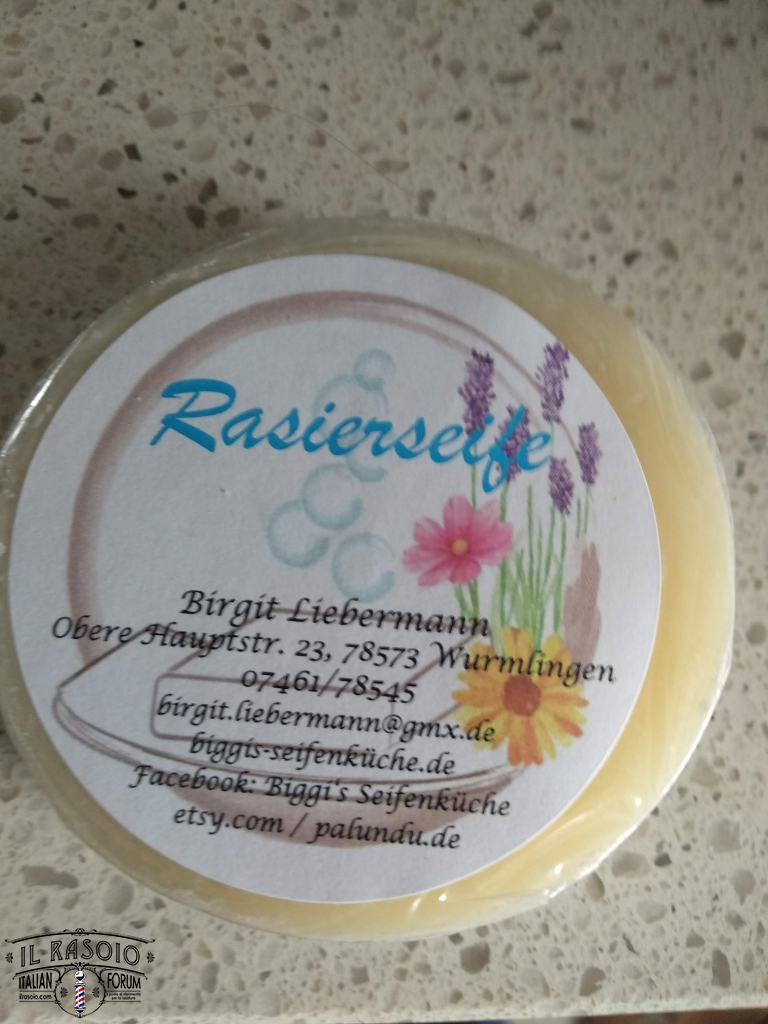 Rasierseife
Birgit Liebermann
Obere Hauptstr. 23, 78573 Wurmlingen
07461/78545
birgit.liebermann@gmx.de
biggis-seifenküche.de
Facebook: Biggi's Seifenküche
etsy.com / palundu.de
IL RASOIO
ITALIAN FORUM
ilrasoio.com